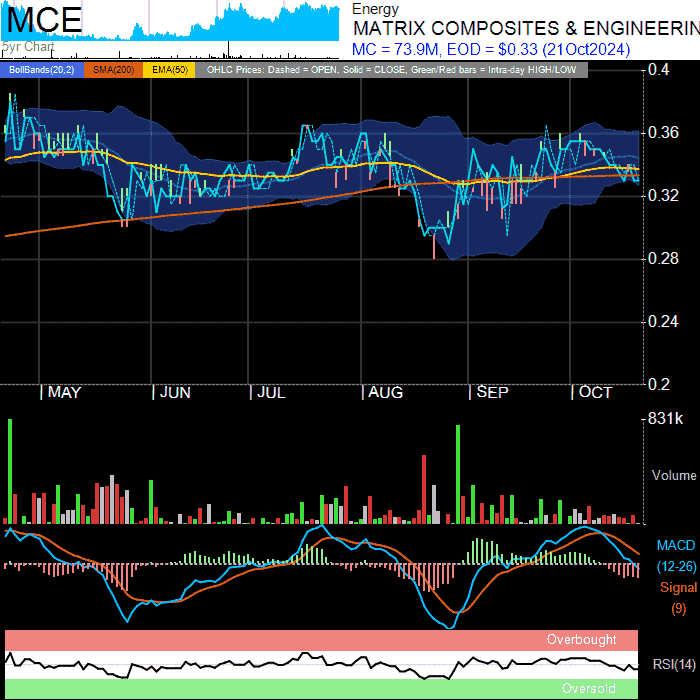 MCE
5yr Chart
Energy
MATRIX COMPOSITES & ENGINEERIN
MC = 73.9M, EOD = $0.33 (21Oct2024)
BollBands(20,2) SMA(200) EMA(50) OHLC Prices: Dashed = OPEN, Solid = CLOSE, Green/Red bars = Intra-day HIGH/LOW
0.4
0.36
0.32
0.28
0.24
0.2
MAY JUN JUL AUG SEP OCT
831k
Volume
MACD
(12-26)
Signal
(9)
Overbought
RSI(14)
Oversold